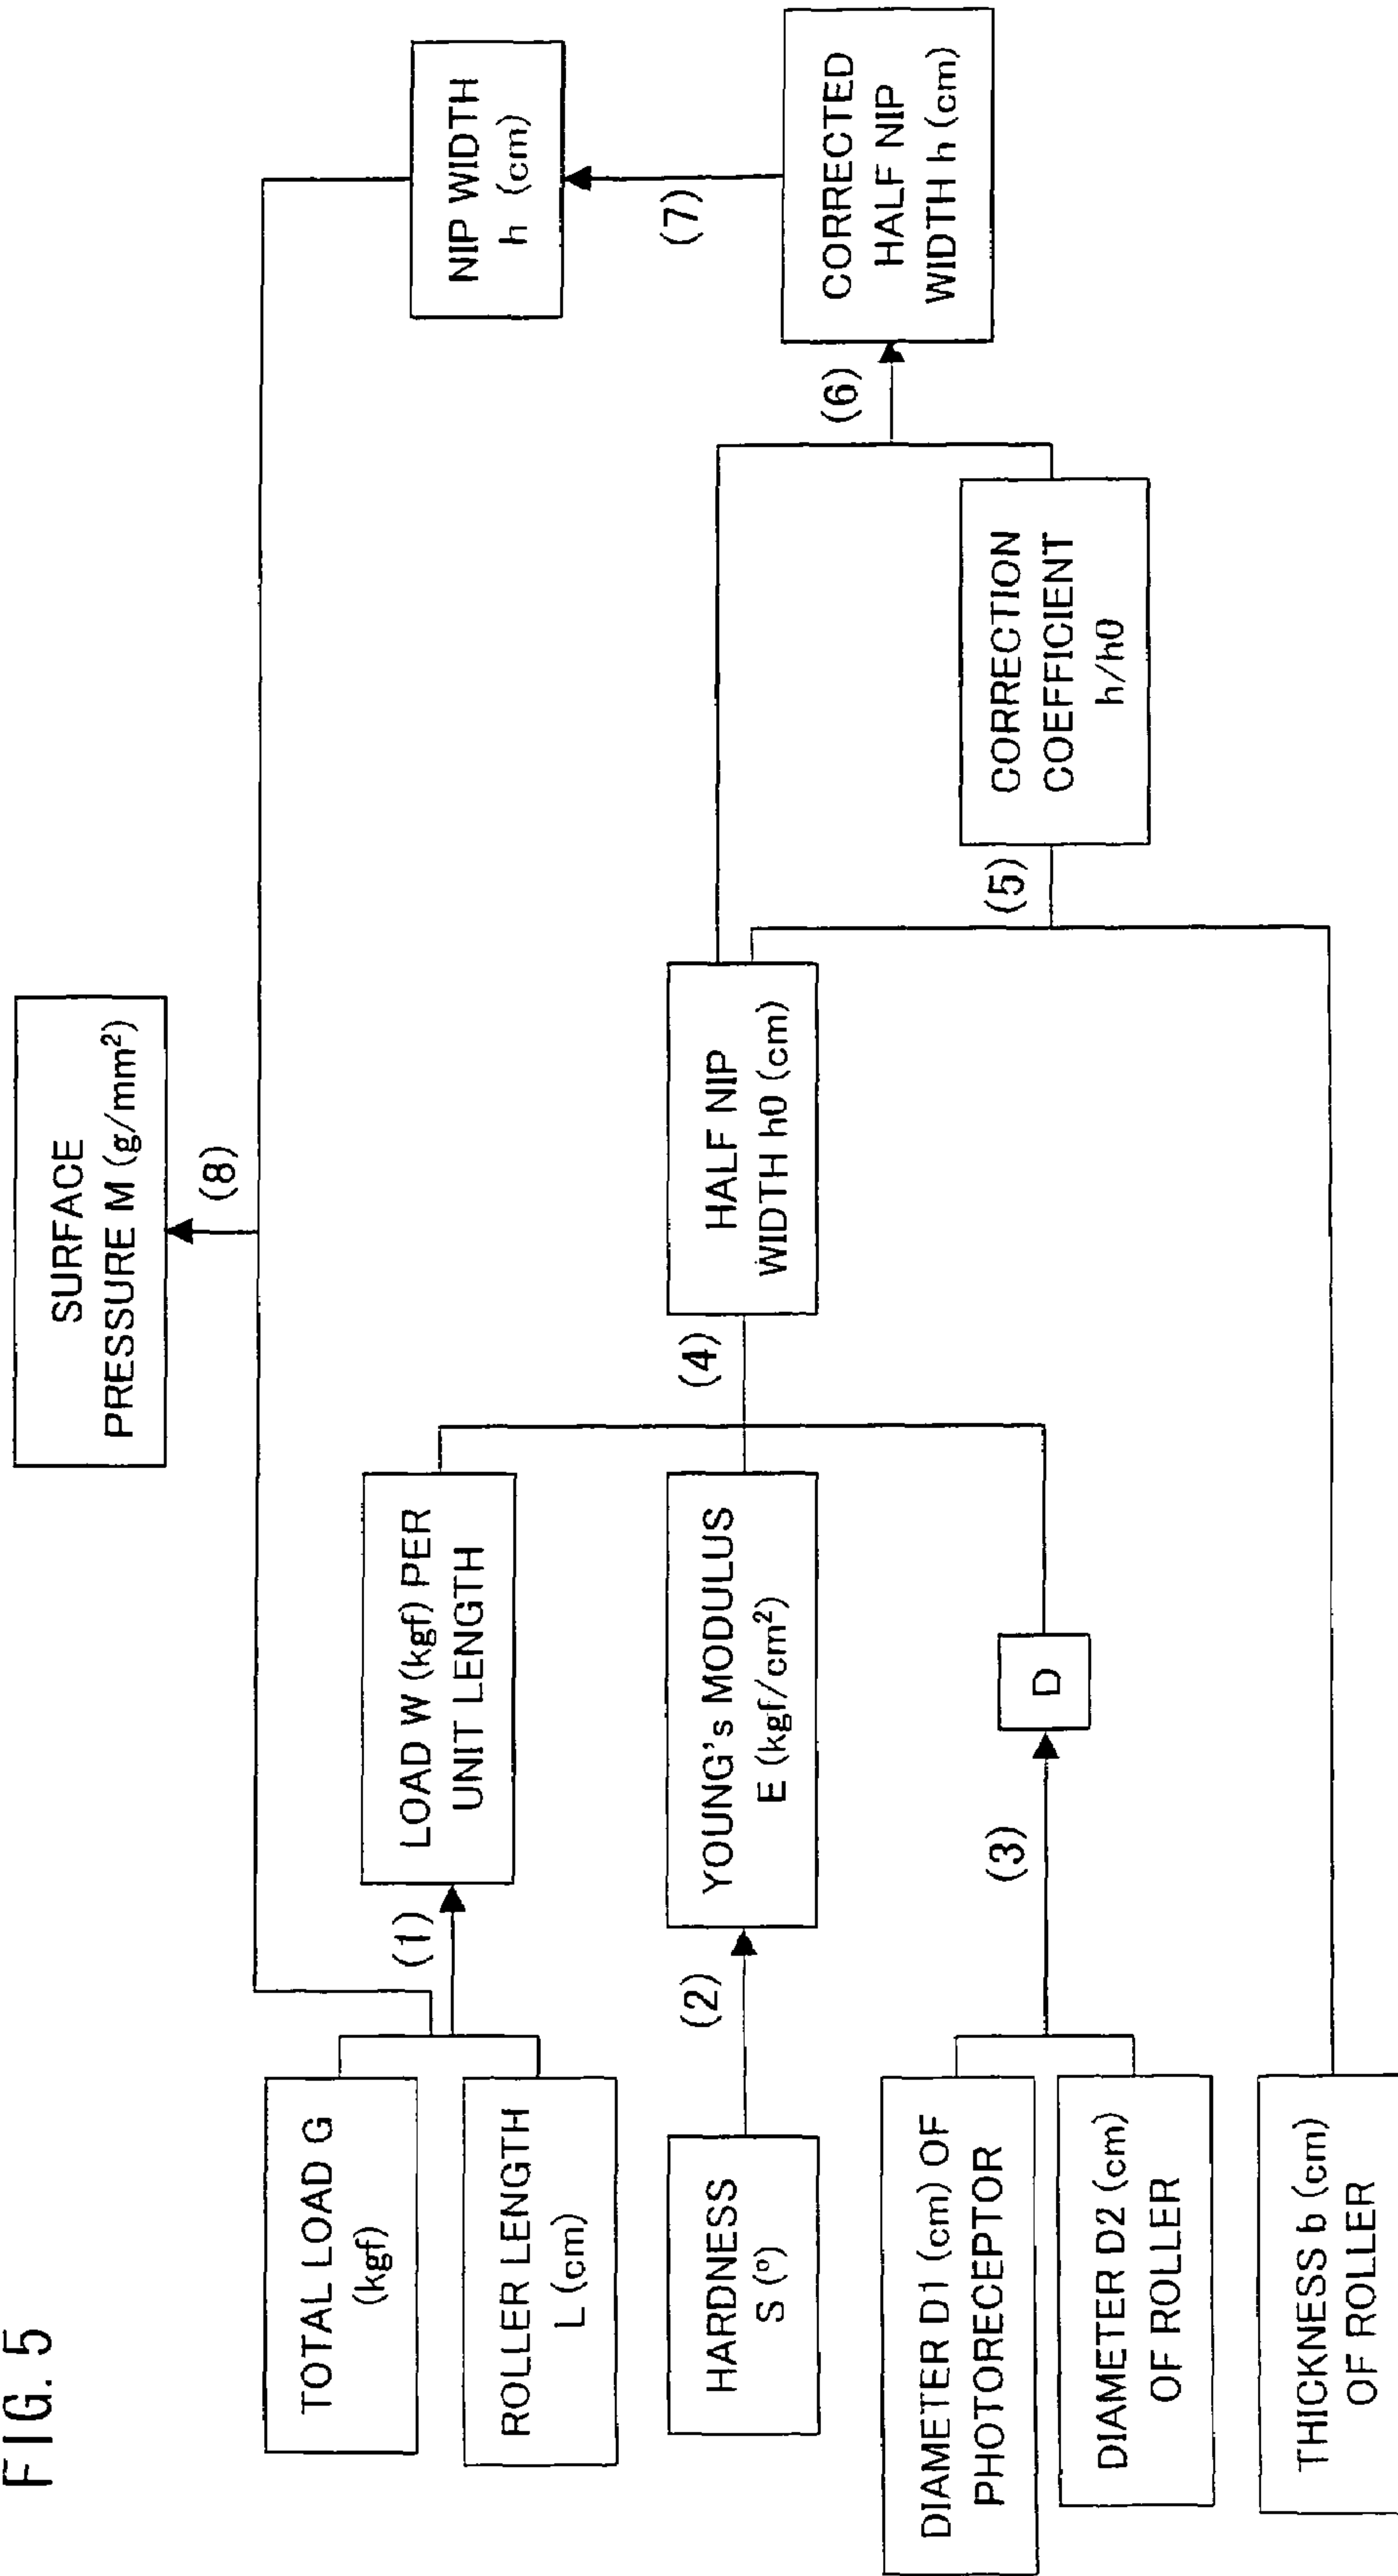 FIG. 5
SURFACE
PRESSURE M (g/mm²)
(8)
TOTAL LOAD G
(kgf)
ROLLER LENGTH
L (cm)
(1)
LOAD W (kgf) PER
UNIT LENGTH
HARDNESS
S (°)
(2)
YOUNG's MODULUS
E (kgf/cm²)
DIAMETER D1 (cm) OF
PHOTORECEPTOR
DIAMETER D2 (cm)
OF ROLLER
(3)
D
THICKNESS b (cm)
OF ROLLER
(4)
HALF NIP
WIDTH h0 (cm)
(5)
CORRECTION
COEFFICIENT
h/h0
(6)
CORRECTED
HALF NIP
WIDTH h (cm)
(7)
NIP WIDTH
h (cm)